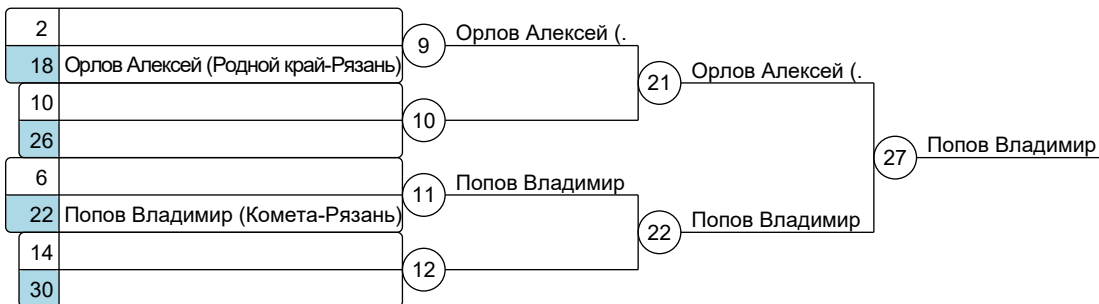 2
9 Орлов Алексей (.
18 Орлов Алексей (Родной край-Рязань)
21 Орлов Алексей (.
10
10
26
27 Попов Владимир
6
11 Попов Владимир
22 Попов Владимир (Комета-Рязань)
22 Попов Владимир
14
12
30